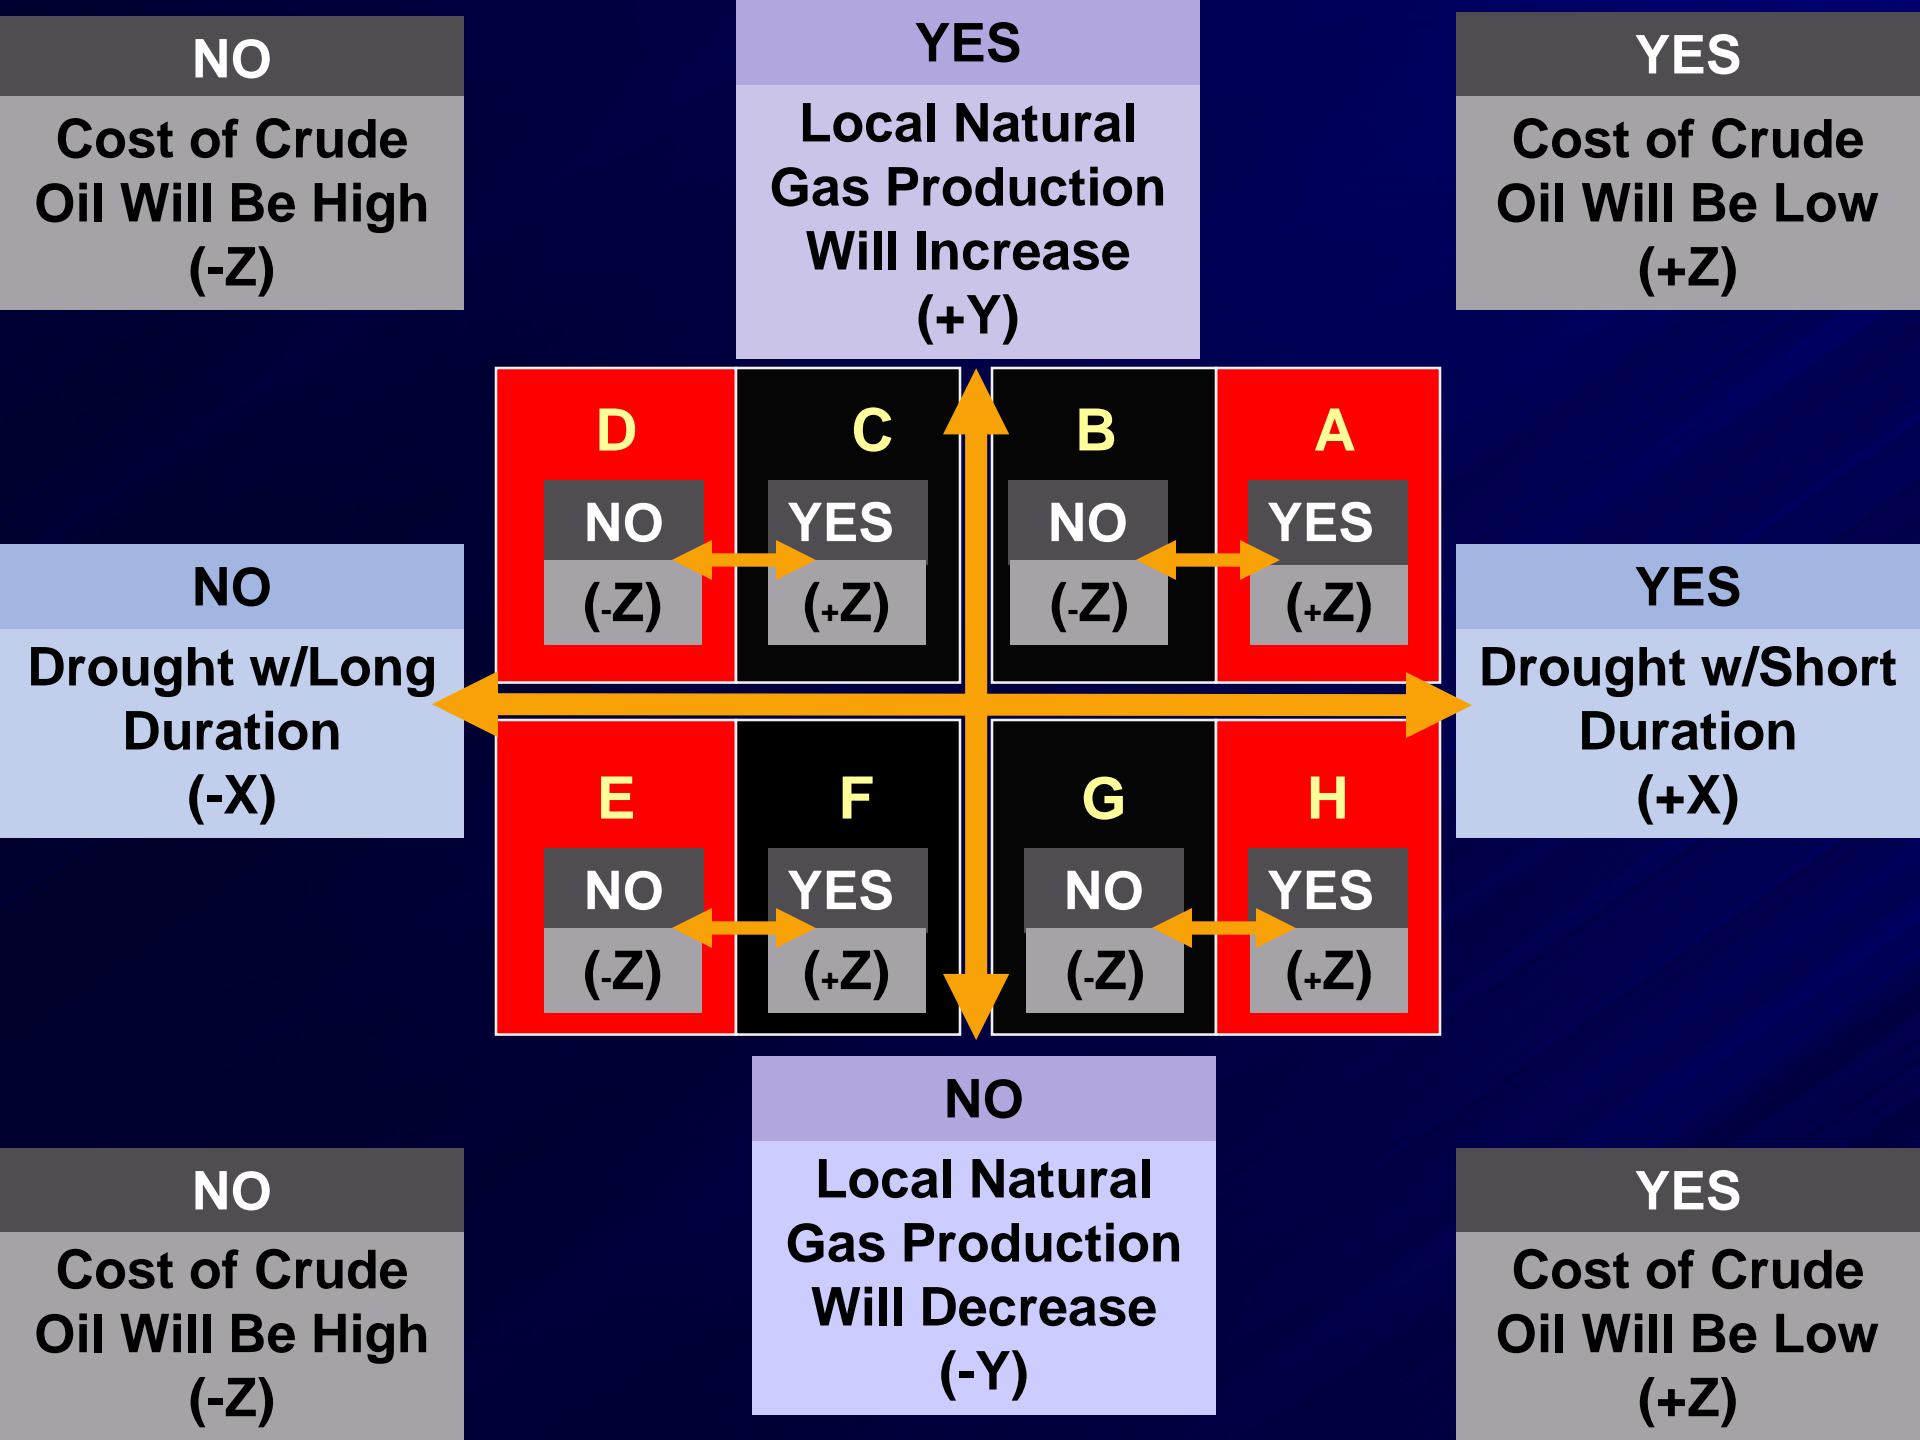 NO
Cost of Crude
Oil Will Be High
(-Z)
YES
Local Natural
Gas Production
Will Increase
(+Y)
YES
Cost of Crude
Oil Will Be Low
(+Z)
D
C
B
A
NO
YES
NO
YES
(-Z)
(+Z)
(-Z)
(+Z)
NO
Drought w/Long
Duration
(-X)
YES
Drought w/Short
Duration
(+X)
E
F
G
H
NO
YES
NO
YES
(-Z)
(+Z)
(-Z)
(+Z)
NO
Cost of Crude
Oil Will Be High
(-Z)
NO
Local Natural
Gas Production
Will Decrease
(-Y)
YES
Cost of Crude
Oil Will Be Low
(+Z)